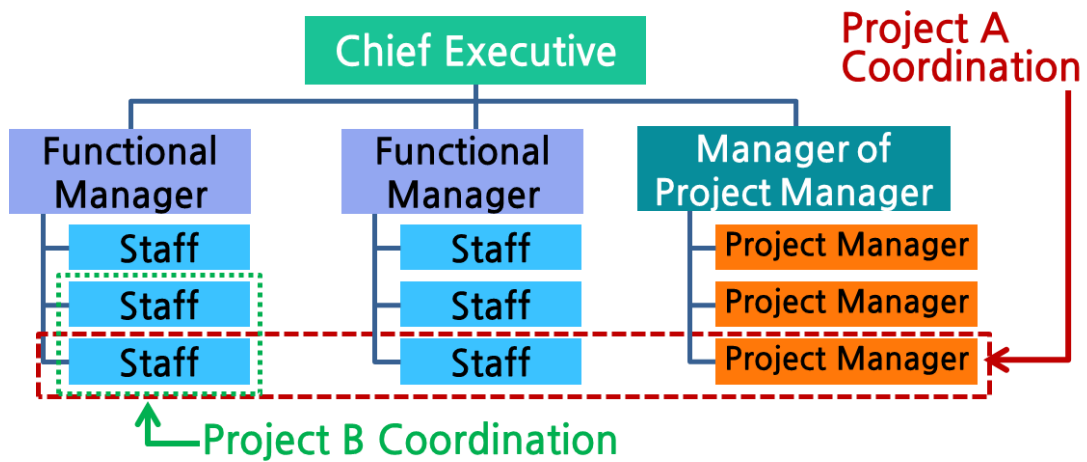 Project A
Coordination
Chief Executive
Functional
Manager
Functional
Manager
Manager of
Project Manager
Staff
Staff
Project Manager
Staff
Staff
Project Manager
Staff
Staff
Project Manager
Project B Coordination